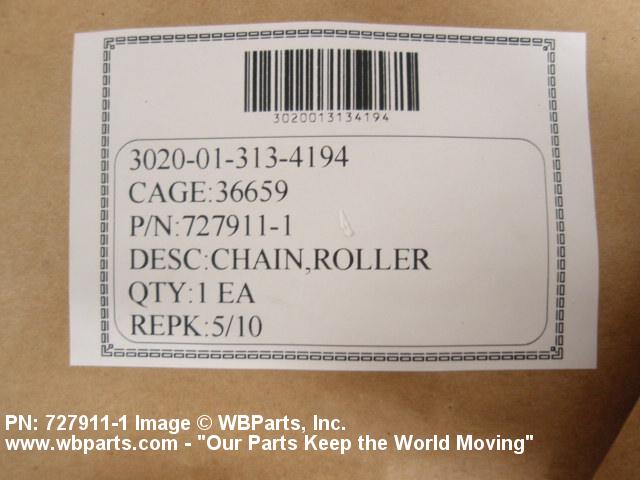 3020013134194
3020-01-313-4194
CAGE:36659
P/N:727911-1
DESC:CHAIN,ROLLER
QTY:1 EA
REPK:5/10
PN: 727911-1 Image © WBParts, Inc.
www.wbparts.com - "Our Parts Keep the World Moving"